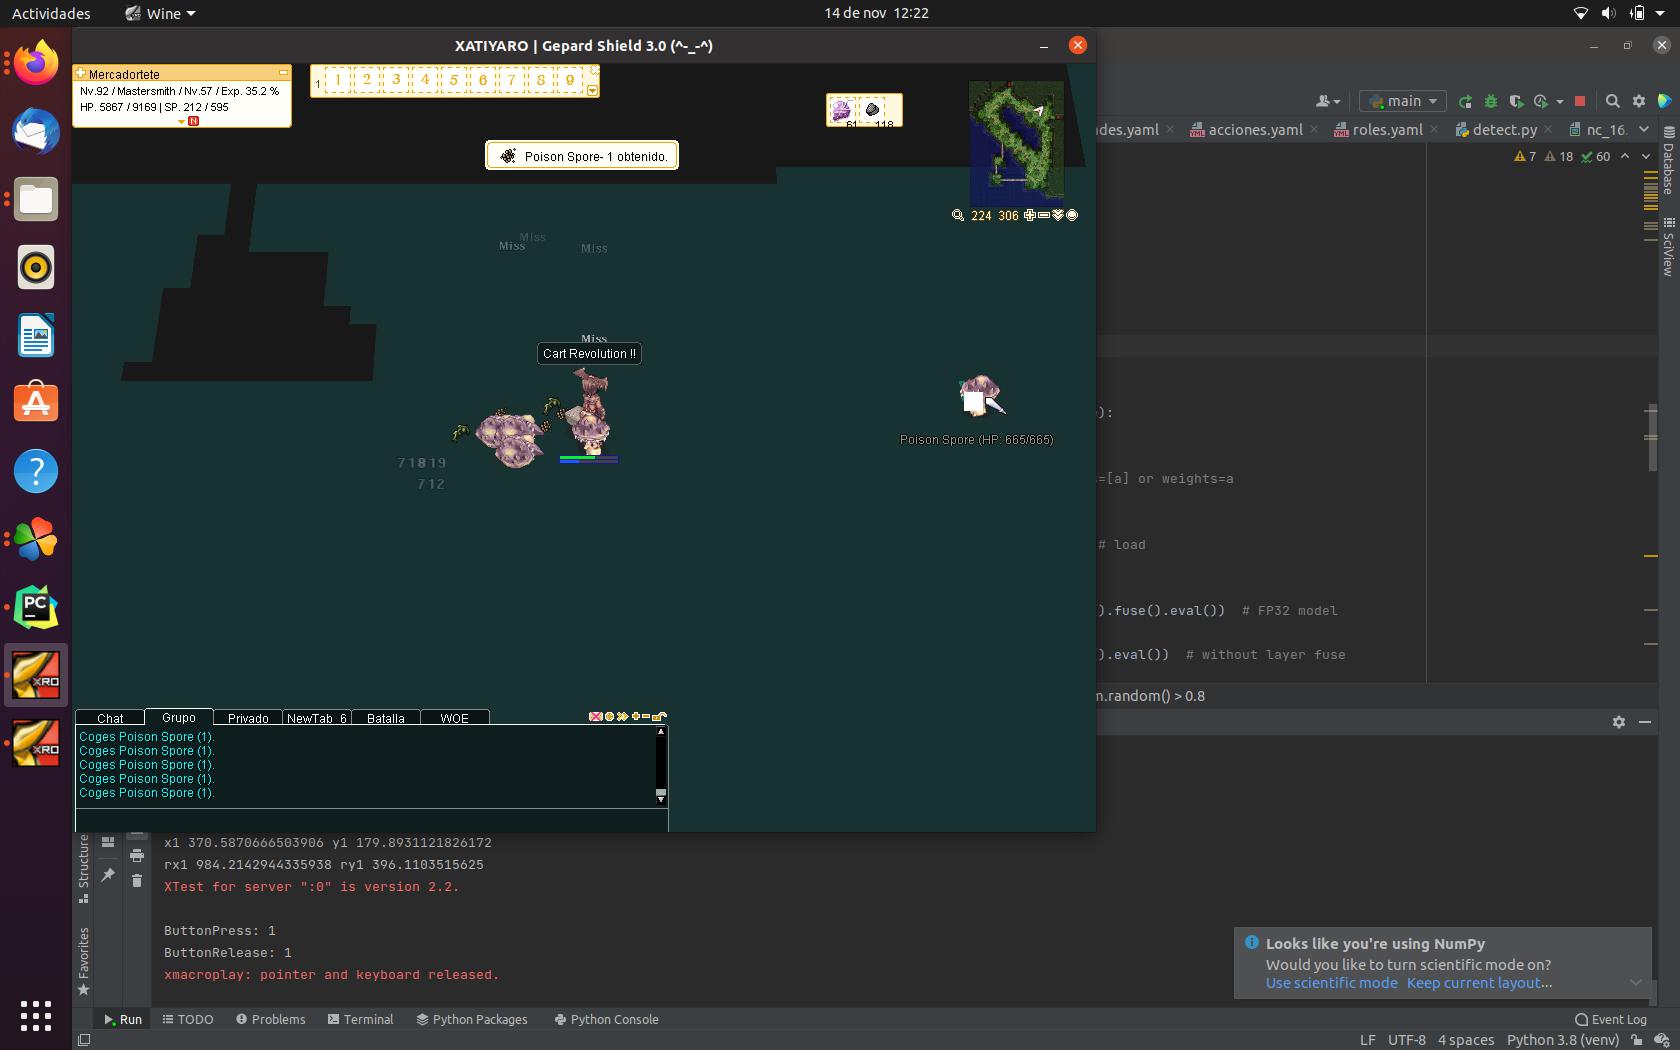 Actividades
Wine
14 de nov 12:22
XATIYARO | Gepard Shield 3.0 (^-_-^)
Mercadortete
Nv.92 / Mastersmith / Nv.57 / Exp. 35.2 %
HP. 5867 / 9169 | SP. 212 / 595
N
1 1 2 3 4 5 6 7 8 9
61 118
Poison Spore- 1 obtenido.
224 306
main
ndes.yaml
acciones.yaml
roles.yaml
detect.py
nc_16.
7 18 60
Database
SciView
Miss
Miss
Miss
Miss
Cart Revolution !!
712
Poison Spore (HP: 665/665)
):
=[a] or weights=a
# load
).fuse().eval()) # FP32 model
).eval()) # without layer fuse
m.random() > 0.8
PC
XRO
XRO
Chat
Grupo
Privado
NewTab 6
Batalla
WOE
Coges Poison Spore (1).
Coges Poison Spore (1).
Coges Poison Spore (1).
Coges Poison Spore (1).
Coges Poison Spore (1).
Structure
Favorites
x1 370.5870666503906 y1 179.8931121826172
rx1 984.2142944335938 ry1 396.1103515625
XTest for server ":0" is version 2.2.
ButtonPress: 1
ButtonRelease: 1
xmacroplay: pointer and keyboard released.
Looks like you're using NumPy
Would you like to turn scientific mode on?
Use scientific mode Keep current layout...
Run
TODO
Problems
Terminal
Python Packages
Python Console
Event Log
LF UTF-8 4 spaces Python 3.8 (venv)